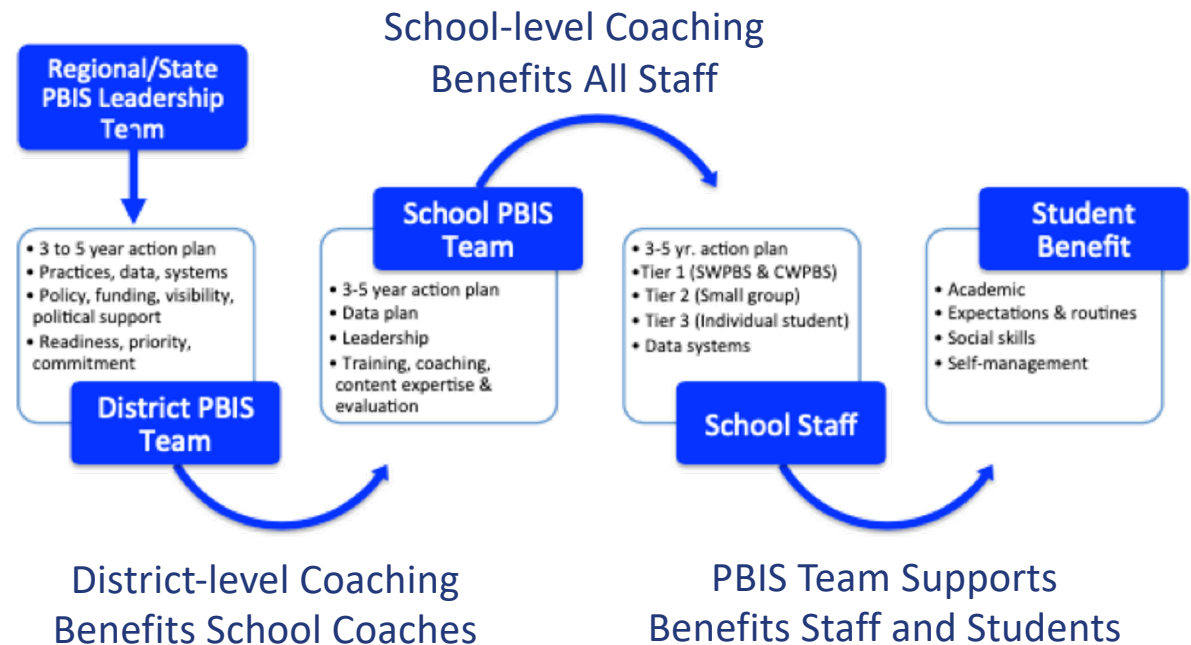 School-level Coaching
Benefits All Staff
Regional/State
PBIS Leadership
Team
• 3 to 5 year action plan
• Practices, data, systems
• Policy, funding, visibility,
political support
• Readiness, priority,
commitment
District PBIS
Team
School PBIS
Team
• 3-5 year action plan
• Data plan
• Leadership
• Training, coaching,
content expertise &
evaluation
• 3-5 yr. action plan
•Tier 1 (SWPBS & CWPBS)
• Tier 2 (Small group)
• Tier 3 (Individual student)
• Data systems
School Staff
Student
Benefit
• Academic
• Expectations & routines
• Social skills
• Self-management
District-level Coaching
Benefits School Coaches
PBIS Team Supports
Benefits Staff and Students